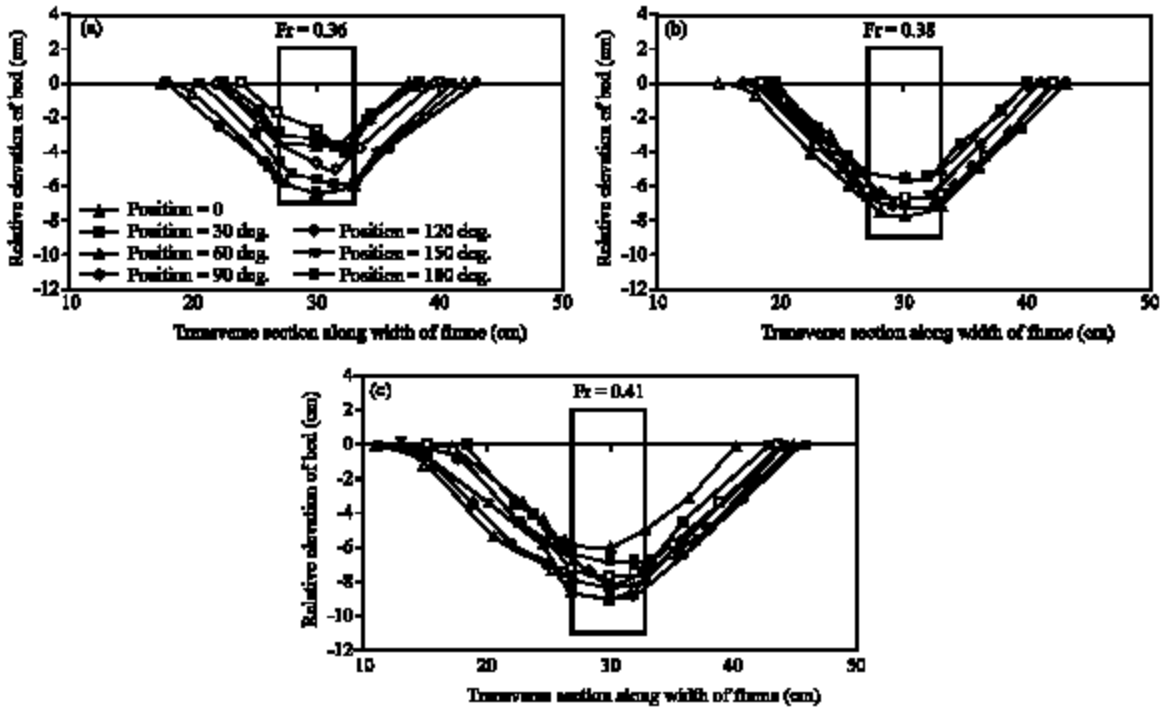 (a)
Fr = 0.36
4
2
0
-2
-4
-6
-8
-10
-12
Relative elevation of bed (cm)
Position = 0
Position = 30 deg.
Position = 60 deg.
Position = 90 deg.
Position = 120 deg.
Position = 150 deg.
Position = 180 deg.
10 20 30 40 50
Transverse section along width of flume (cm)
(b)
Fr = 0.38
4
2
0
-2
-4
-6
-8
-10
-12
Relative elevation of bed (cm)
10 20 30 40 50
Transverse section along width of flume (cm)
(c)
Fr = 0.41
4
2
0
-2
-4
-6
-8
-10
-12
Relative elevation of bed (cm)
10 20 30 40 50
Transverse section along width of flume (cm)